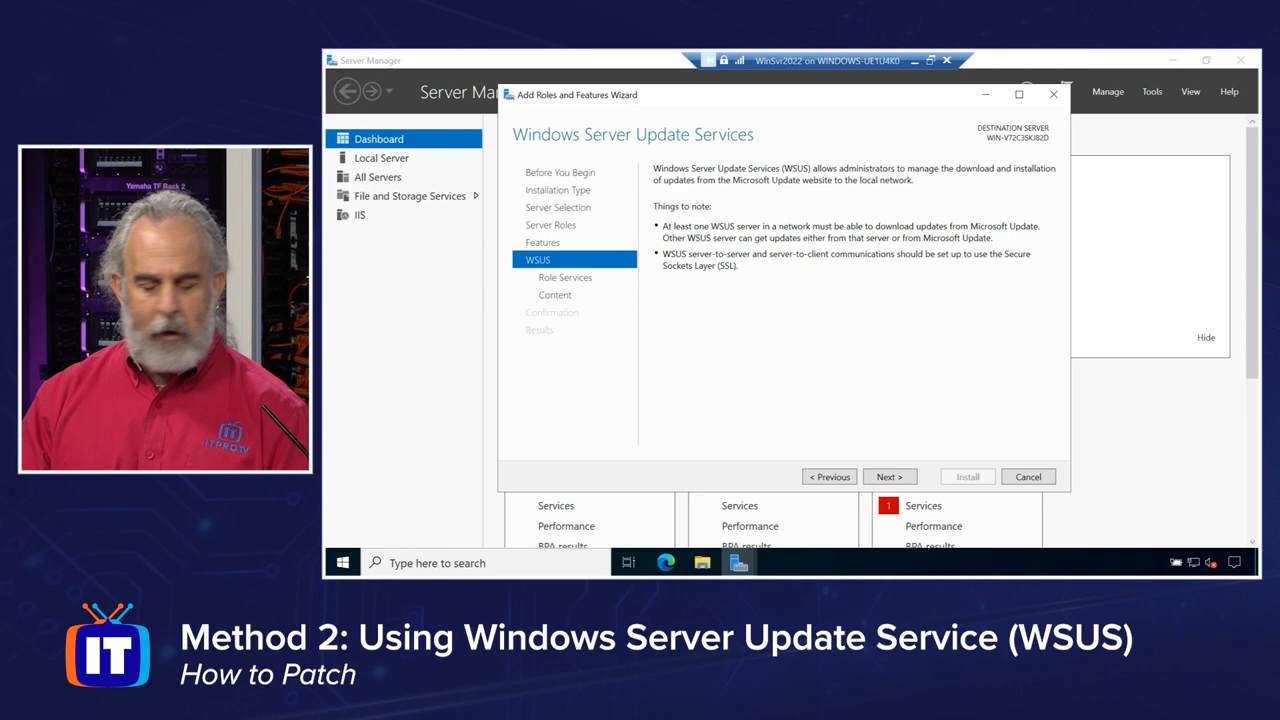 Yamaha TF Rack 2
ITPROTV
Server Manager
WinSvr2022 on WINDOWS-UE1U4K0
Server Ma
Manage
Tools
View
Help
Dashboard
Local Server
All Servers
File and Storage Services
IIS
Add Roles and Features Wizard
Windows Server Update Services
DESTINATION SERVER
WIN-V72C3SKJ82D
Before You Begin
Installation Type
Server Selection
Server Roles
Features
WSUS
Role Services
Content
Confirmation
Results
Windows Server Update Services (WSUS) allows administrators to manage the download and installation
of updates from the Microsoft Update website to the local network.
Things to note:
• At least one WSUS server in a network must be able to download updates from Microsoft Update.
Other WSUS server can get updates either from that server or from Microsoft Update.
• WSUS server-to-server and server-to-client communications should be set up to use the Secure
Sockets Layer (SSL).
Hide
< Previous
Next >
Install
Cancel
Services
Performance
BPA results
Services
Performance
BPA results
1 Services
Performance
BPA results
Type here to search
IT
Method 2: Using Windows Server Update Service (WSUS)
How to Patch